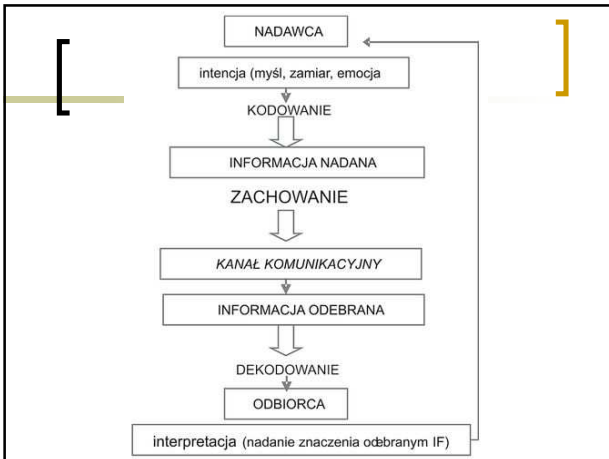 NADAWCA
intencja (myśl, zamiar, emocja
KODOWANIE
INFORMACJA NADANA
ZACHOWANIE
KANAŁ KOMUNIKACYJNY
INFORMACJA ODEBRANA
DEKODOWANIE
ODBIORCA
interpretacja (nadanie znaczenia odebranym IF)